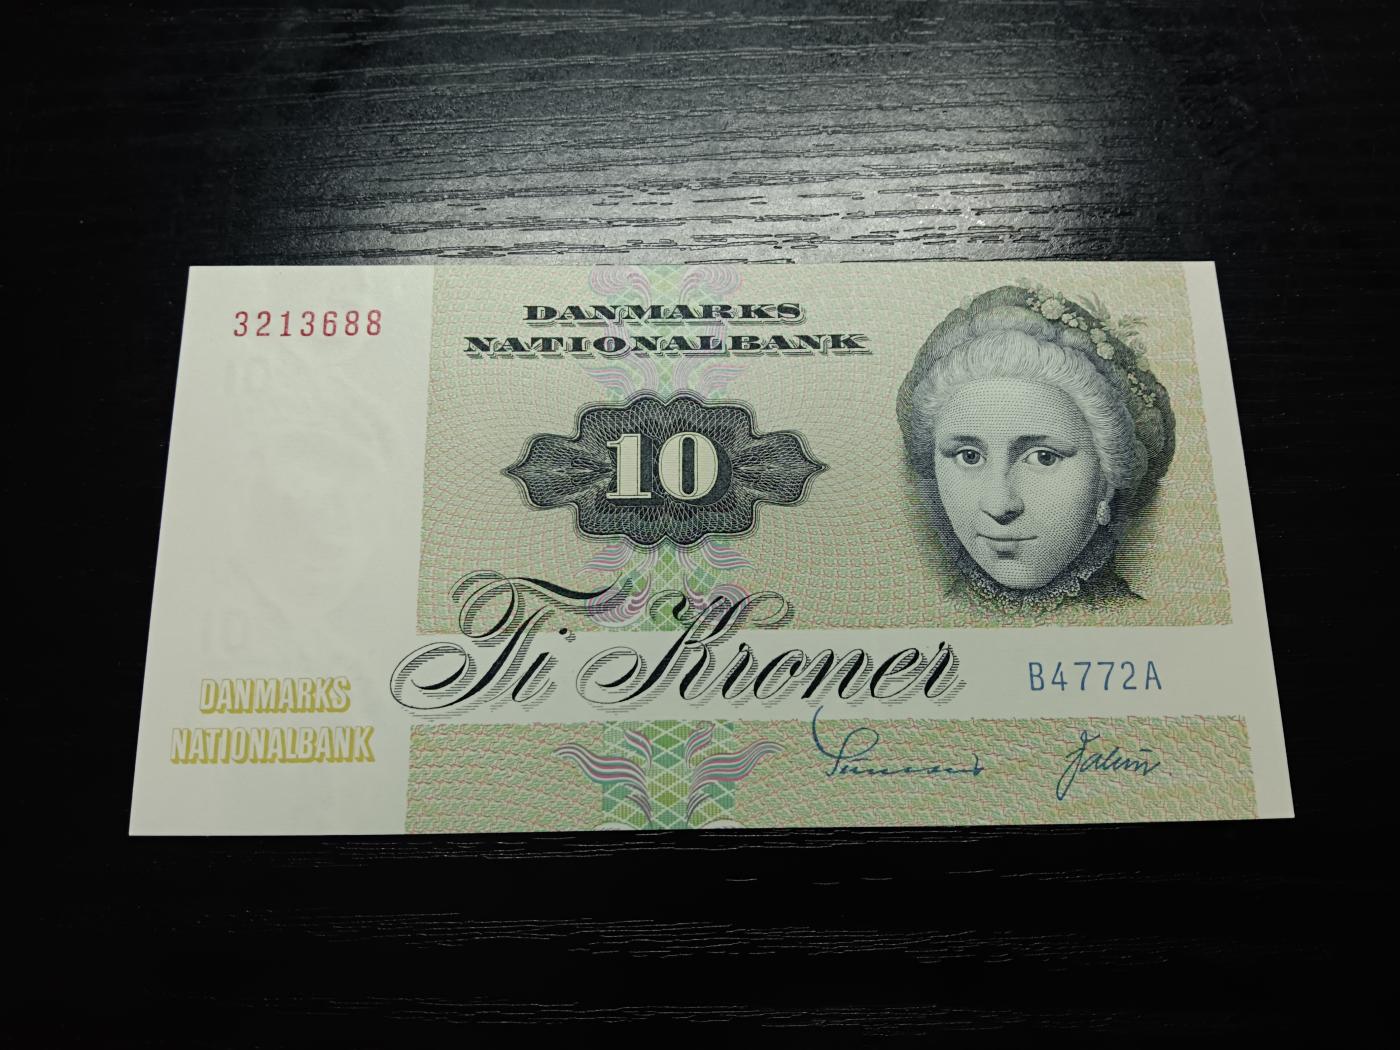 3213688
DANMARKS
NATIONALBANK
10
Ti Kroner
B4772A
DANMARKS
NATIONALBANK